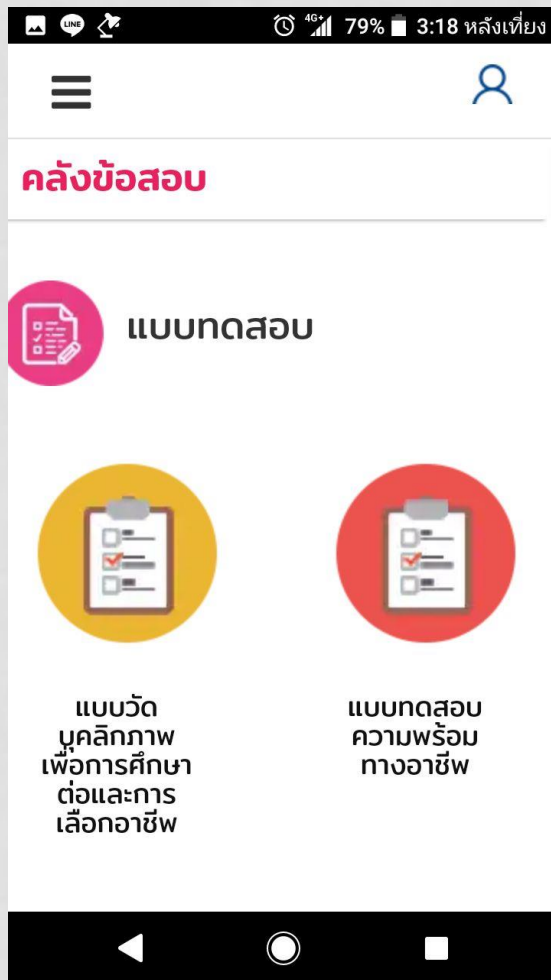 LINE 4G+ 79% 3:18 หลังเที่ยง
คลังข้อสอบ
แบบทดสอบ
แบบวัด
บุคลิกภาพ
เพื่อการศึกษา
ต่อและการ
เลือกอาชีพ
แบบทดสอบ
ความพร้อม
ทางอาชีพ